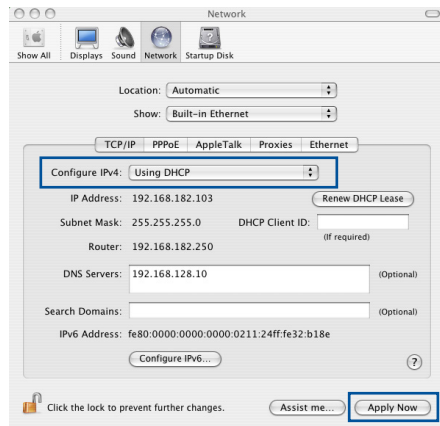 Network
Show All Displays Sound Network Startup Disk
Location: Automatic
Show: Built-in Ethernet
TCP/IP PPPoE AppleTalk Proxies Ethernet
Configure IPv4: Using DHCP
IP Address: 192.168.182.103 Renew DHCP Lease
Subnet Mask: 255.255.255.0 DHCP Client ID:
(If required)
Router: 192.168.182.250
DNS Servers: 192.168.128.10 (Optional)
Search Domains: (Optional)
IPv6 Address: fe80:0000:0000:0000:0211:24ff:fe32:b18e
Configure IPv6... ?
Click the lock to prevent further changes. Assist me... Apply Now